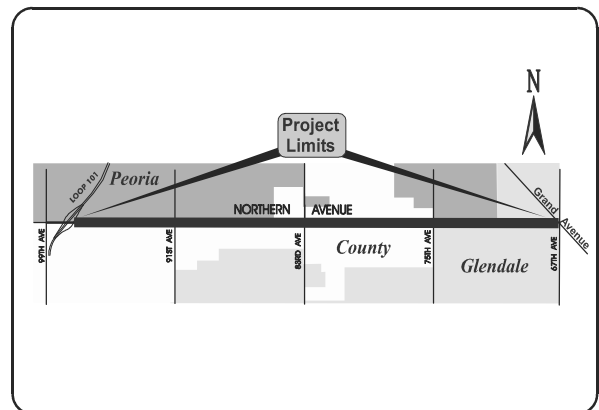 N
Project
Limits
Peoria
LOOP 101
NORTHERN AVENUE
Grand Avenue
99TH AVE
91ST AVE
83RD AVE
75TH AVE
67TH AVE
County
Glendale